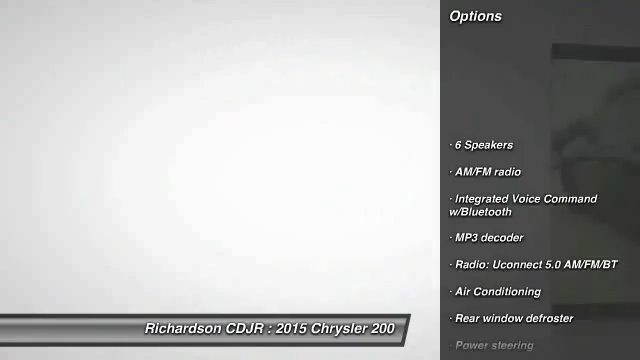 Options
· 6 Speakers
· AM/FM radio
· Integrated Voice Command
w/Bluetooth
· MP3 decoder
· Radio: Uconnect 5.0 AM/FM/BT
· Air Conditioning
· Rear window defroster
· Power steering
Richardson CDJR : 2015 Chrysler 200